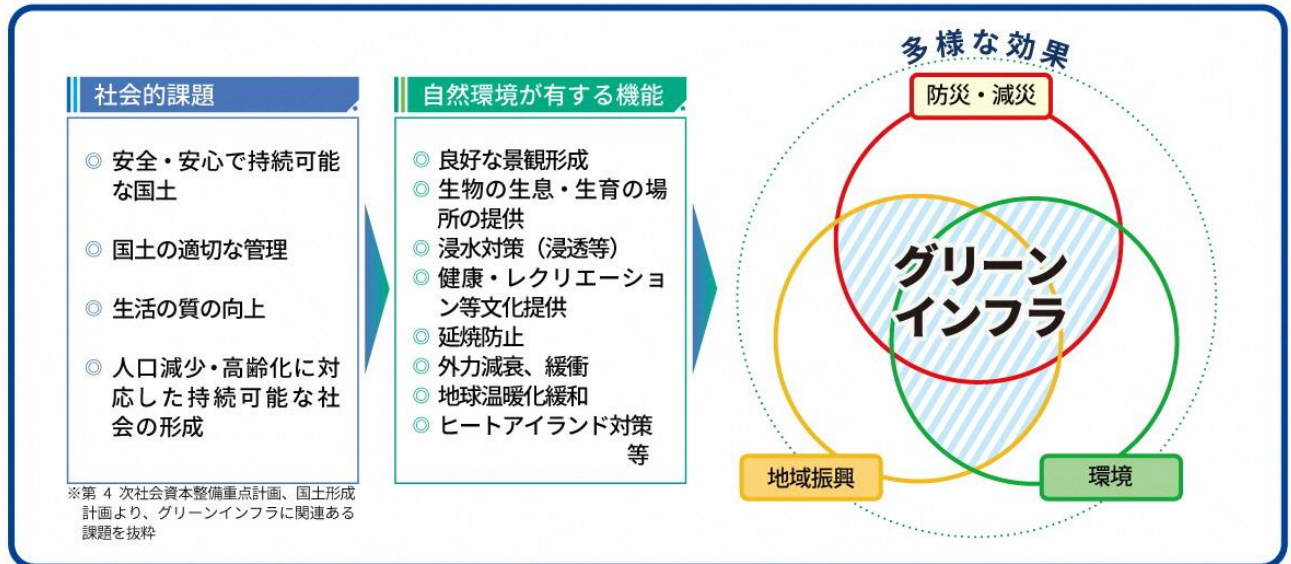 社会的課題
◎ 安全・安心で持続可能
な国土
◎ 国土の適切な管理
◎ 生活の質の向上
◎ 人口減少・高齢化に対
応した持続可能な社
会の形成
※第 4 次社会資本整備重点計画、国土形成
計画より、グリーンインフラに関連ある
課題を抜粋
自然環境が有する機能
◎ 良好な景観形成
◎ 生物の生息・生育の場
所の提供
◎ 浸水対策（浸透等）
◎ 健康・レクリエーショ
ン等文化提供
◎ 延焼防止
◎ 外力減衰、緩衝
◎ 地球温暖化緩和
◎ ヒートアイランド対策
等
多様な効果
防災・減災
グリーン
インフラ
地域振興
環境